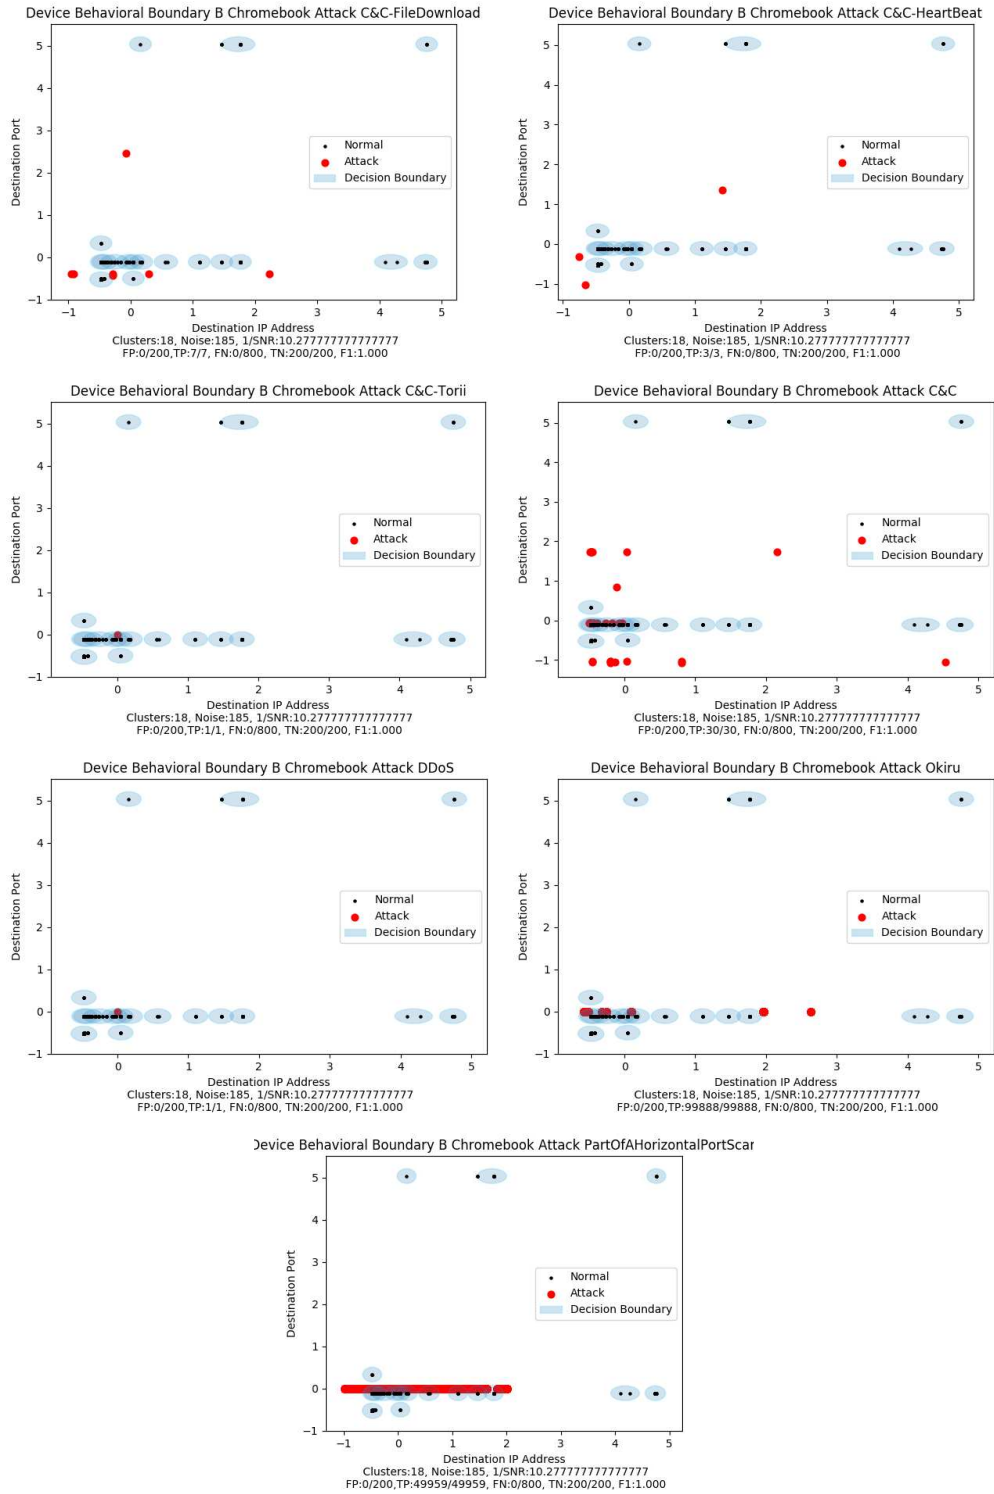 Device Behavioral Boundary B Chromebook Attack C&C-FileDownload
5
4
3
2
1
0
−1
Destination Port
Normal
Attack
Decision Boundary
−1 0 1 2 3 4 5
Destination IP Address
Clusters:18, Noise:185, 1/SNR:10.277777777777777
FP:0/200,TP:7/7, FN:0/800, TN:200/200, F1:1.000
Device Behavioral Boundary B Chromebook Attack C&C-HeartBeat
5
4
3
2
1
0
−1
Destination Port
Normal
Attack
Decision Boundary
−1 0 1 2 3 4 5
Destination IP Address
Clusters:18, Noise:185, 1/SNR:10.277777777777777
FP:0/200,TP:3/3, FN:0/800, TN:200/200, F1:1.000
Device Behavioral Boundary B Chromebook Attack C&C-Torii
5
4
3
2
1
0
−1
Destination Port
Normal
Attack
Decision Boundary
0 1 2 3 4 5
Destination IP Address
Clusters:18, Noise:185, 1/SNR:10.277777777777777
FP:0/200,TP:1/1, FN:0/800, TN:200/200, F1:1.000
Device Behavioral Boundary B Chromebook Attack C&C
5
4
3
2
1
0
−1
Destination Port
Normal
Attack
Decision Boundary
0 1 2 3 4 5
Destination IP Address
Clusters:18, Noise:185, 1/SNR:10.277777777777777
FP:0/200,TP:30/30, FN:0/800, TN:200/200, F1:1.000
Device Behavioral Boundary B Chromebook Attack DDoS
5
4
3
2
1
0
−1
Destination Port
Normal
Attack
Decision Boundary
0 1 2 3 4 5
Destination IP Address
Clusters:18, Noise:185, 1/SNR:10.277777777777777
FP:0/200,TP:1/1, FN:0/800, TN:200/200, F1:1.000
Device Behavioral Boundary B Chromebook Attack Okiru
5
4
3
2
1
0
−1
Destination Port
Normal
Attack
Decision Boundary
0 1 2 3 4 5
Destination IP Address
Clusters:18, Noise:185, 1/SNR:10.277777777777777
FP:0/200,TP:99888/99888, FN:0/800, TN:200/200, F1:1.000
Device Behavioral Boundary B Chromebook Attack PartOfAHorizontalPortScan
5
4
3
2
1
0
−1
Destination Port
Normal
Attack
Decision Boundary
−1 0 1 2 3 4 5
Destination IP Address
Clusters:18, Noise:185, 1/SNR:10.277777777777777
FP:0/200,TP:49959/49959, FN:0/800, TN:200/200, F1:1.000